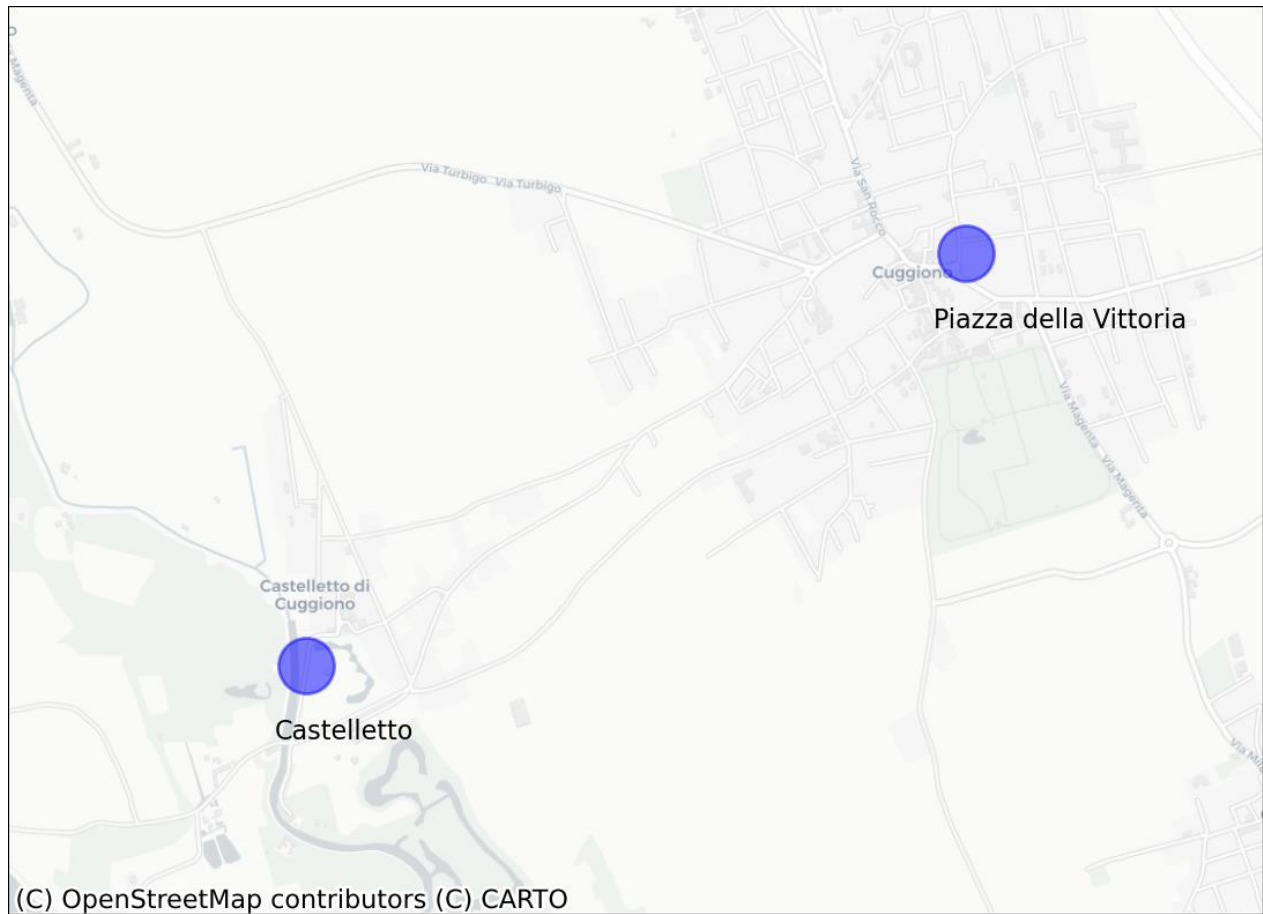 Via Magenta
Via Turbigo Via Turbigo
Via San Rocco
Cuggiono
Piazza della Vittoria
Via Magenta Via Magenta
Castelletto di
Cuggiono
Castelletto
(C) OpenStreetMap contributors (C) CARTO